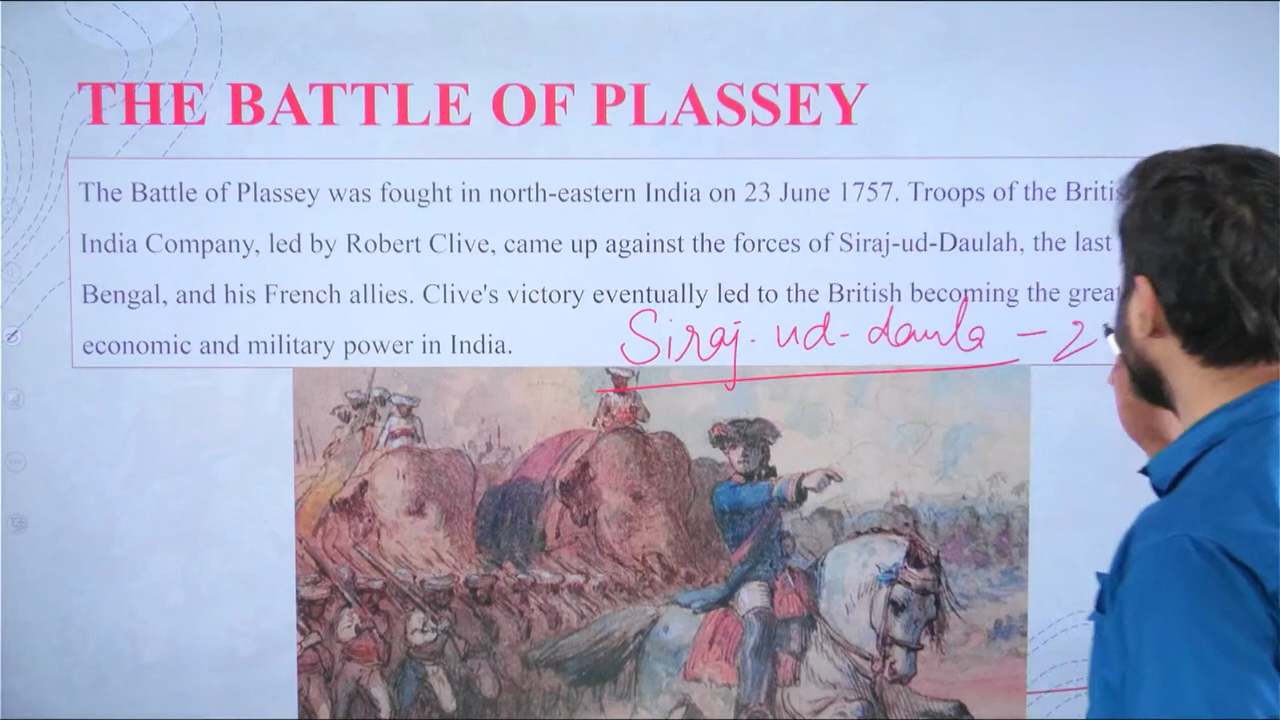 THE BATTLE OF PLASSEY
The Battle of Plassey was fought in north-eastern India on 23 June 1757. Troops of the
India Company, led by Robert Clive, came up against the forces of Siraj-ud-Daulah, the last
Bengal, and his French allies. Clive's victory eventually led to the British becoming the
economic and military power in India.
Siraj-ud-daula - 2